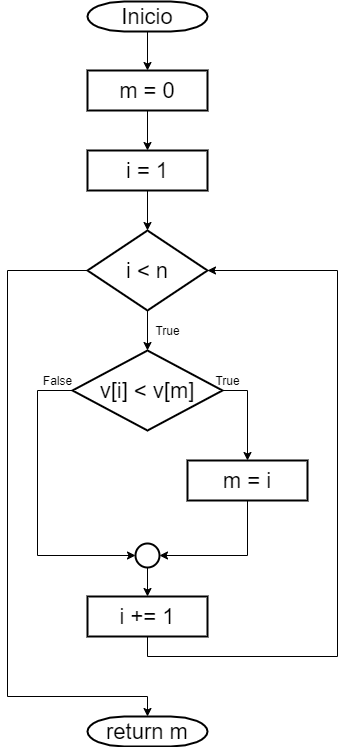 Inicio
m = 0
i = 1
i < n
True
False
v[i] < v[m]
True
m = i
i += 1
return m